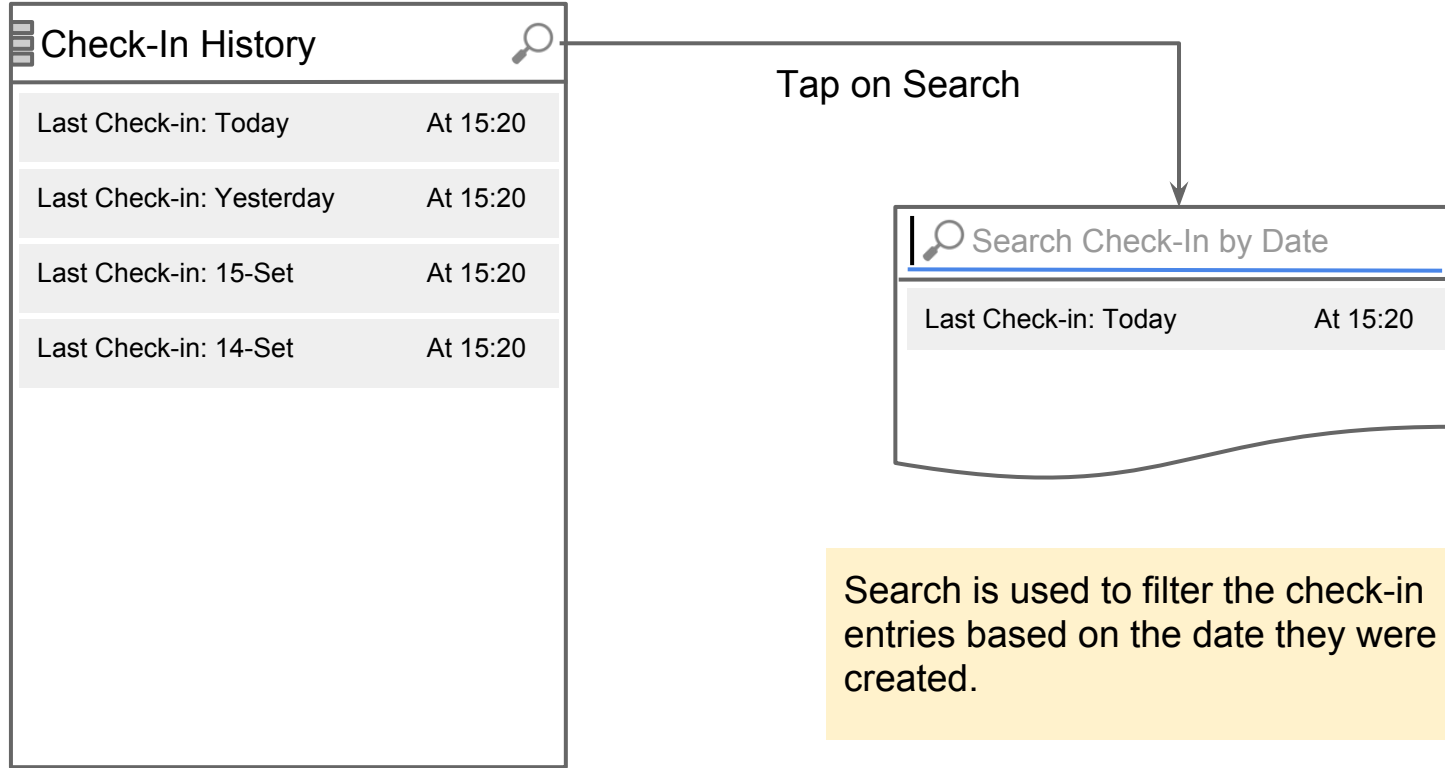 Check-In History
Last Check-in: Today At 15:20
Last Check-in: Yesterday At 15:20
Last Check-in: 15-Set At 15:20
Last Check-in: 14-Set At 15:20
Tap on Search
Search Check-In by Date
Last Check-in: Today At 15:20
Search is used to filter the check-in
entries based on the date they were
created.